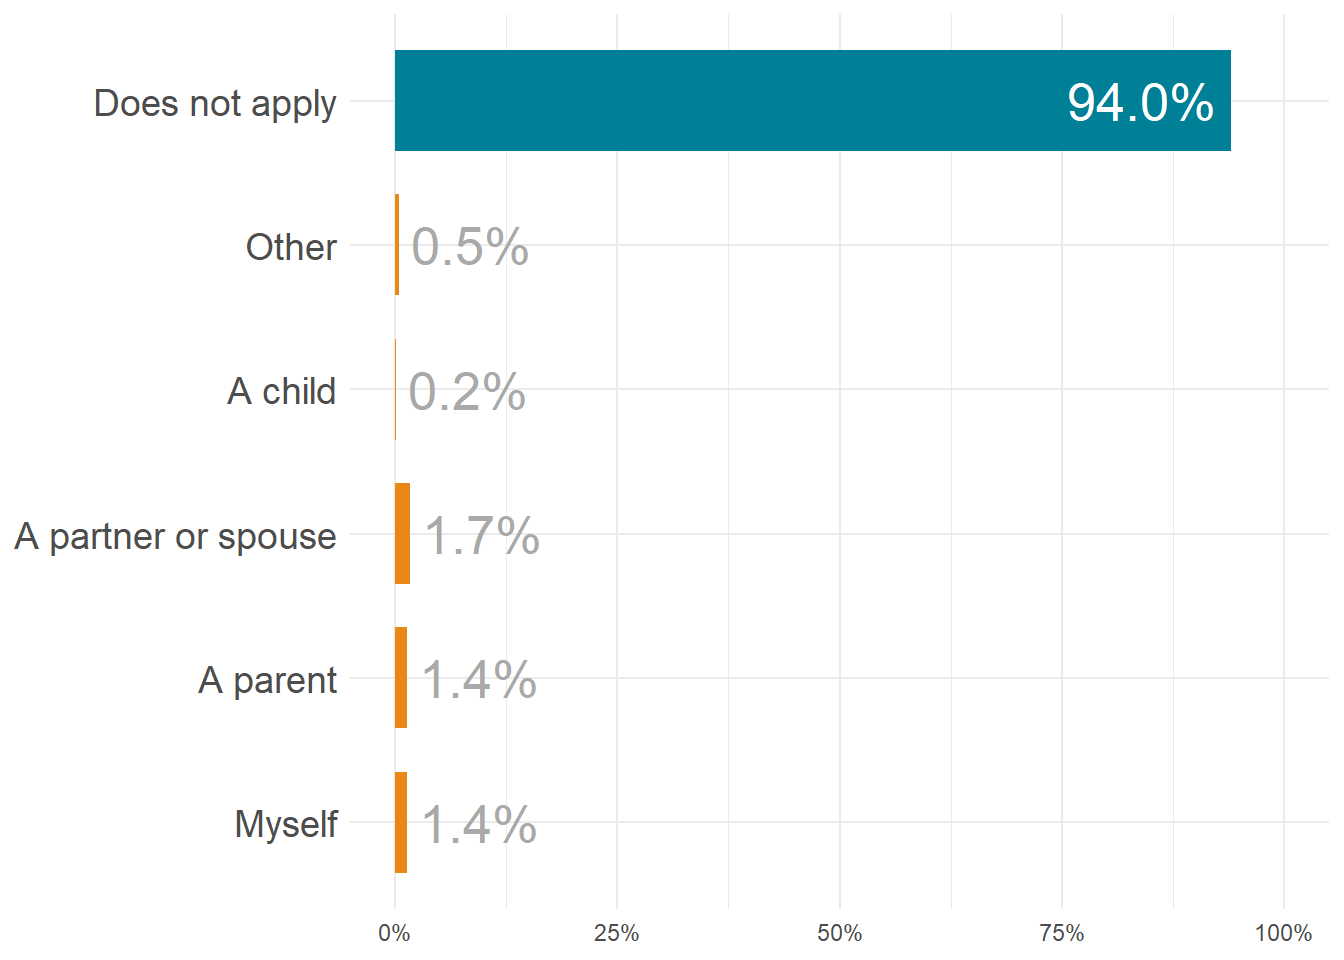 Does not apply
94.0%
Other
0.5%
A child
0.2%
A partner or spouse
1.7%
A parent
1.4%
Myself
1.4%
0%
25%
50%
75%
100%